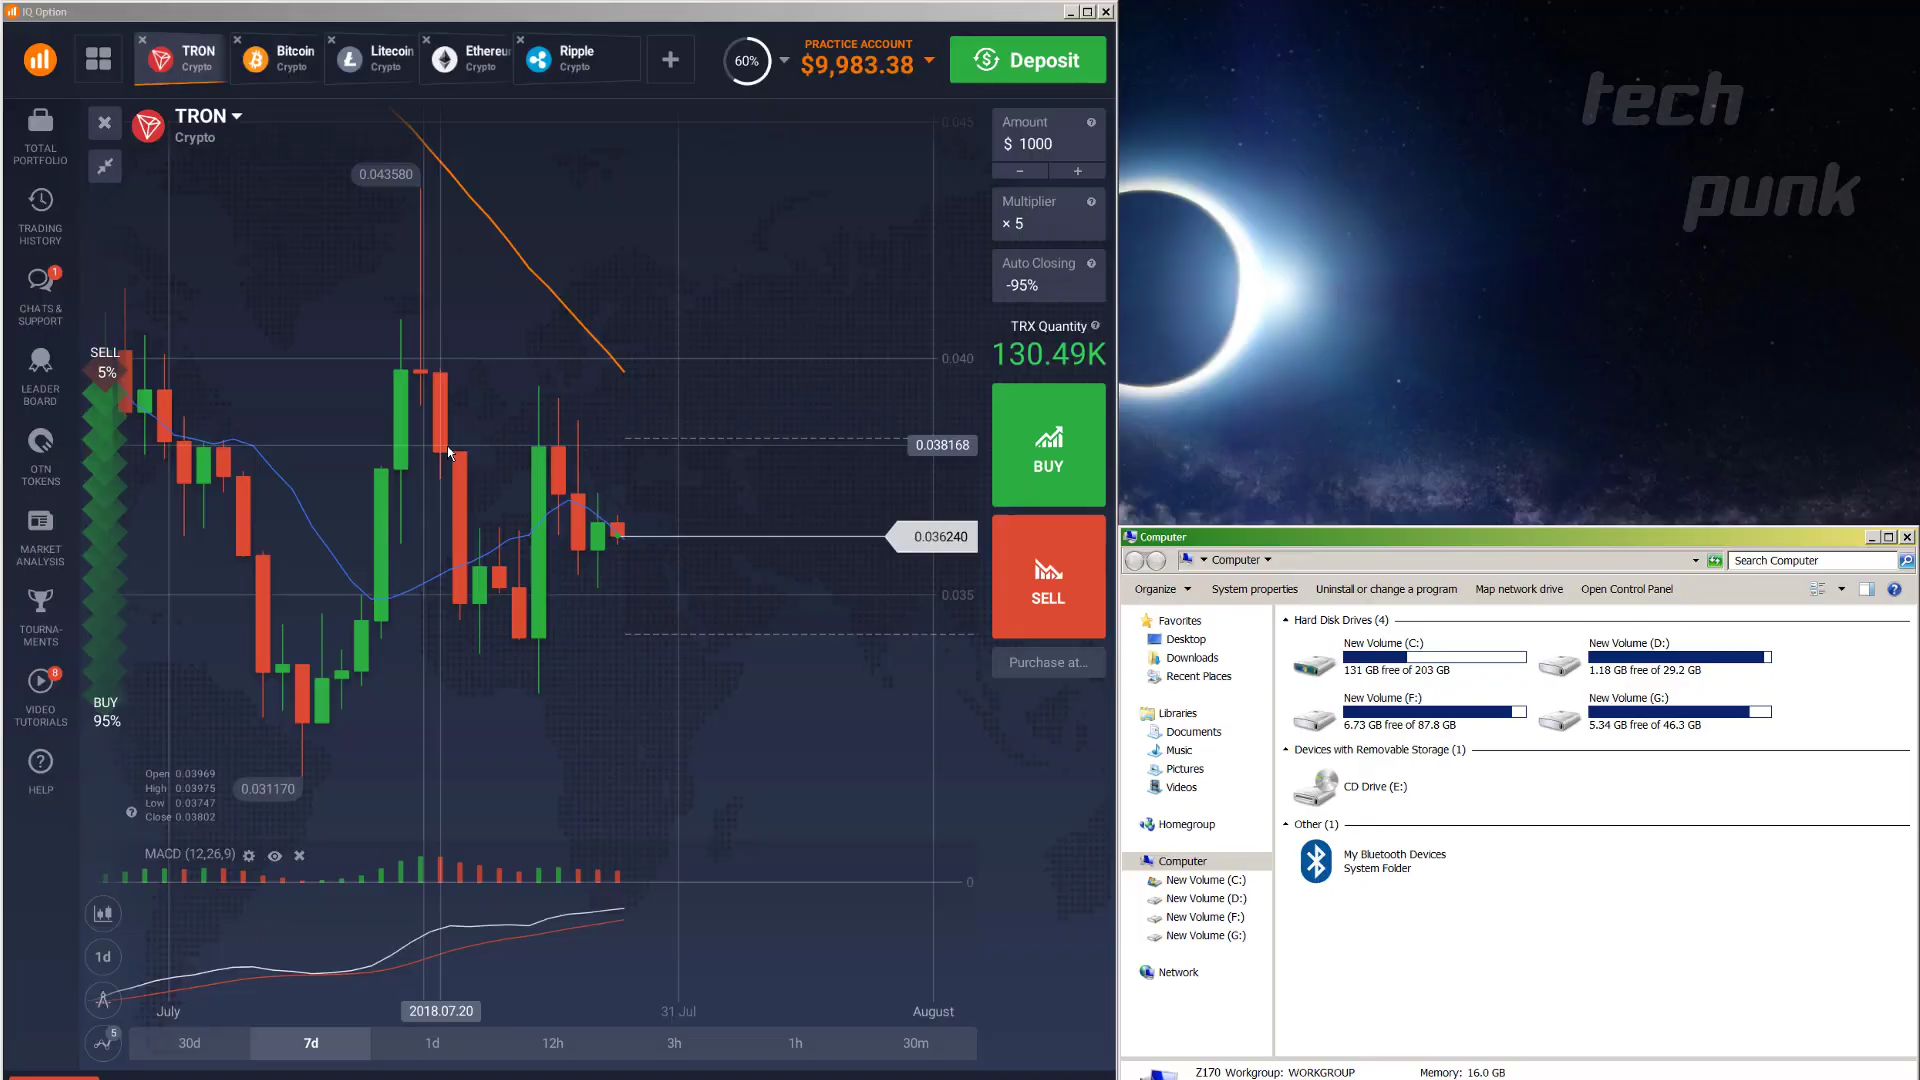 IQ Option
TRON
Crypto
Bitcoin
Crypto
Litecoin
Crypto
Ethereu
Crypto
Ripple
Crypto
60%
PRACTICE ACCOUNT
$9,983.38
Deposit
TOTAL
PORTFOLIO
TRADING
HISTORY
1
CHATS &
SUPPORT
LEADER
BOARD
OTN
TOKENS
MARKET
ANALYSIS
TOURNA-
MENTS
8
VIDEO
TUTORIALS
HELP
TRON
Crypto
0.043580
SELL
5%
BUY
95%
0.045
0.040
0.038168
0.036240
0.035
Open 0.03969
High 0.03975
Low 0.03747
Close 0.03802
0.031170
MACD (12,26,9)
0
1d
5
July
2018.07.20
31 Jul
August
30d
7d
1d
12h
3h
1h
30m
Amount
$ 1000
− +
Multiplier
× 5
Auto Closing
-95%
TRX Quantity
130.49K
BUY
SELL
Purchase at...
tech
punk
Computer
Computer
Search Computer
Organize System properties Uninstall or change a program Map network drive Open Control Panel
Favorites
Desktop
Downloads
Recent Places
Libraries
Documents
Music
Pictures
Videos
Homegroup
Computer
New Volume (C:)
New Volume (D:)
New Volume (F:)
New Volume (G:)
Network
Hard Disk Drives (4)
New Volume (C:)
131 GB free of 203 GB
New Volume (D:)
1.18 GB free of 29.2 GB
New Volume (F:)
6.73 GB free of 87.8 GB
New Volume (G:)
5.34 GB free of 46.3 GB
Devices with Removable Storage (1)
CD Drive (E:)
Other (1)
My Bluetooth Devices
System Folder
Z170 Workgroup: WORKGROUP Memory: 16.0 GB